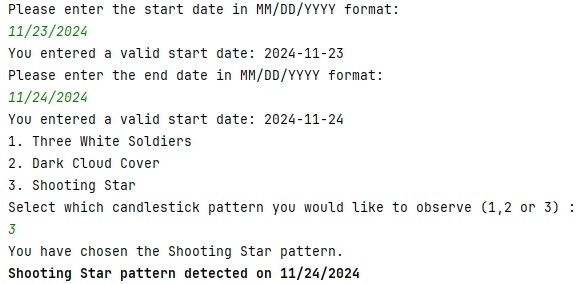 Please enter the start date in MM/DD/YYYY format:
11/23/2024
You entered a valid start date: 2024-11-23
Please enter the end date in MM/DD/YYYY format:
11/24/2024
You entered a valid start date: 2024-11-24
1. Three White Soldiers
2. Dark Cloud Cover
3. Shooting Star
Select which candlestick pattern you would like to observe (1,2 or 3) :
3
You have chosen the Shooting Star pattern.
Shooting Star pattern detected on 11/24/2024